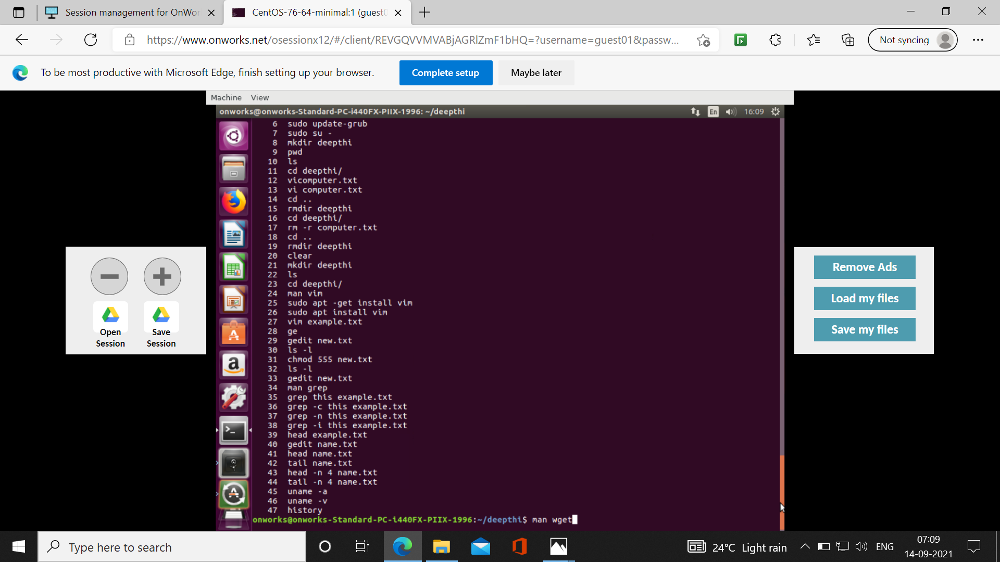 Session management for OnWor
CentOS-76-64-minimal:1 (guest0
https://www.onworks.net/osessionx12/#/client/REVGQVVMVABjAGRlZmF1bHQ=?username=guest01&passw...
Not syncing
To be most productive with Microsoft Edge, finish setting up your browser.
Complete setup
Maybe later
Machine View
onworks@onworks-Standard-PC-i440FX-PIIX-1996: ~/deepthi
En
16:09
6 sudo update-grub
7 sudo su -
8 mkdir deepthi
9 pwd
10 ls
11 cd deepthi/
12 vicomputer.txt
13 vi computer.txt
14 cd ..
15 rmdir deepthi
16 cd deepthi/
17 rm -r computer.txt
18 cd ..
19 rmdir deepthi
20 clear
21 mkdir deepthi
22 ls
23 cd deepthi/
24 man vim
25 sudo apt -get install vim
26 sudo apt install vim
27 vim example.txt
28 ge
29 gedit new.txt
30 ls -l
31 chmod 555 new.txt
32 ls -l
33 gedit new.txt
34 man grep
35 grep this example.txt
36 grep -c this example.txt
37 grep -n this example.txt
38 grep -i this example.txt
39 head example.txt
40 gedit name.txt
41 head name.txt
42 tail name.txt
43 head -n 4 name.txt
44 tail -n 4 name.txt
45 uname -a
46 uname -v
47 history
onworks@onworks-Standard-PC-i440FX-PIIX-1996:~/deepthi$ man wget
Open Session
Save Session
Remove Ads
Load my files
Save my files
Type here to search
24°C Light rain
ENG
07:09
14-09-2021